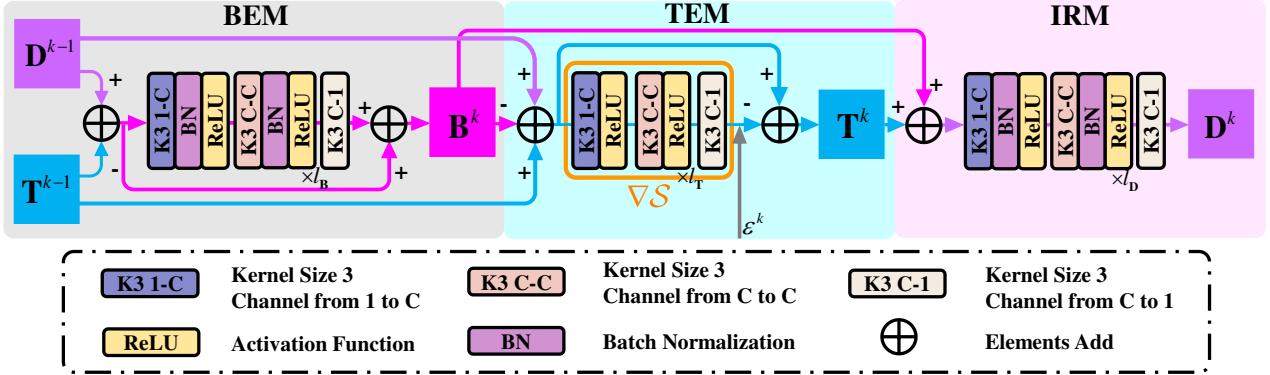 BEM
TEM
IRM
D^{k-1}
T^{k-1}
+
-
K3 1-C
BN
ReLU
K3 C-C
BN
ReLU
K3 C-1
×l_B
+
+
B^k
-
+
+
K3 1-C
ReLU
K3 C-C
ReLU
K3 C-1
×l_T
∇S
ε^k
-
+
T^k
+
+
K3 1-C
BN
ReLU
K3 C-C
BN
ReLU
K3 C-1
×l_D
D^k
K3 1-C
Kernel Size 3
Channel from 1 to C
K3 C-C
Kernel Size 3
Channel from C to C
K3 C-1
Kernel Size 3
Channel from C to 1
ReLU
Activation Function
BN
Batch Normalization
Elements Add